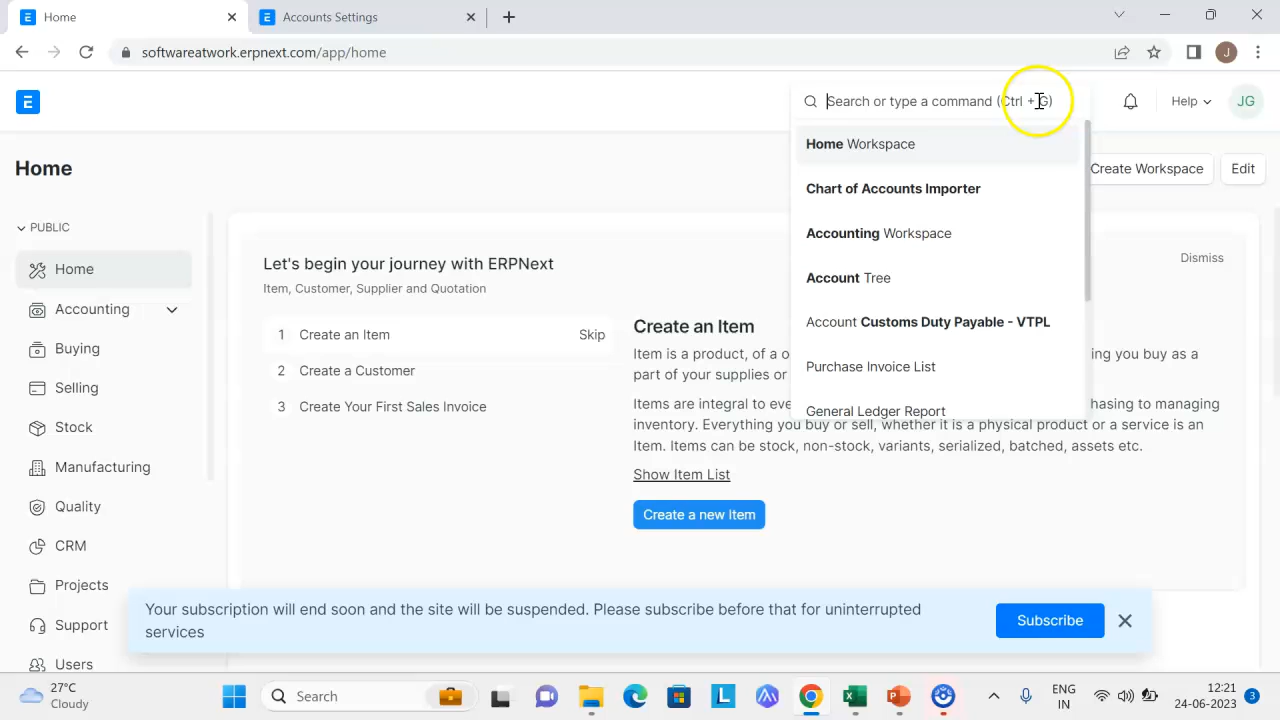 Home
Accounts Settings
softwareatwork.erpnext.com/app/home
J
E
Search or type a command (Ctrl + G)
Help
JG
Home
Home Workspace
Create Workspace
Edit
Chart of Accounts Importer
PUBLIC
Accounting Workspace
Let's begin your journey with ERPNext
Dismiss
Home
Account Tree
Item, Customer, Supplier and Quotation
Accounting
Account Customs Duty Payable - VTPL
1 Create an Item Skip
Create an Item
Buying
Item is a product, of a o
ing you buy as a
part of your supplies or
Purchase Invoice List
2 Create a Customer
Selling
Items are integral to eve
chasing to managing
General Ledger Report
3 Create Your First Sales Invoice
inventory. Everything you buy or sell, whether it is a physical product or a service is an
Stock
Item. Items can be stock, non-stock, variants, serialized, batched, assets etc.
Manufacturing
Show Item List
Quality
Create a new Item
CRM
Projects
Your subscription will end soon and the site will be suspended. Please subscribe before that for uninterrupted
services
Subscribe
Support
Users
27°C
Cloudy
Search
L
ENG
IN
12:21
24-06-2023
3